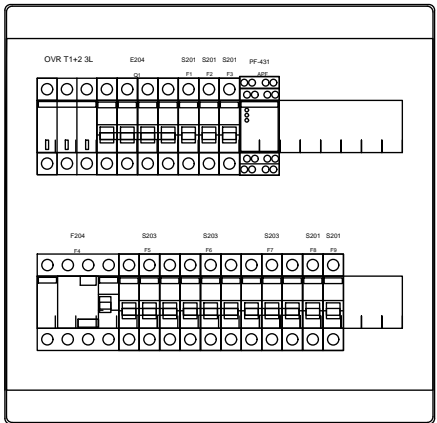 OVR T1+2 3L E204 S201 S201 S201 PF-431
Q1 F1 F2 F3 APF
F204 S203 S203 S203 S201 S201
F4 F5 F6 F7 F8 F9